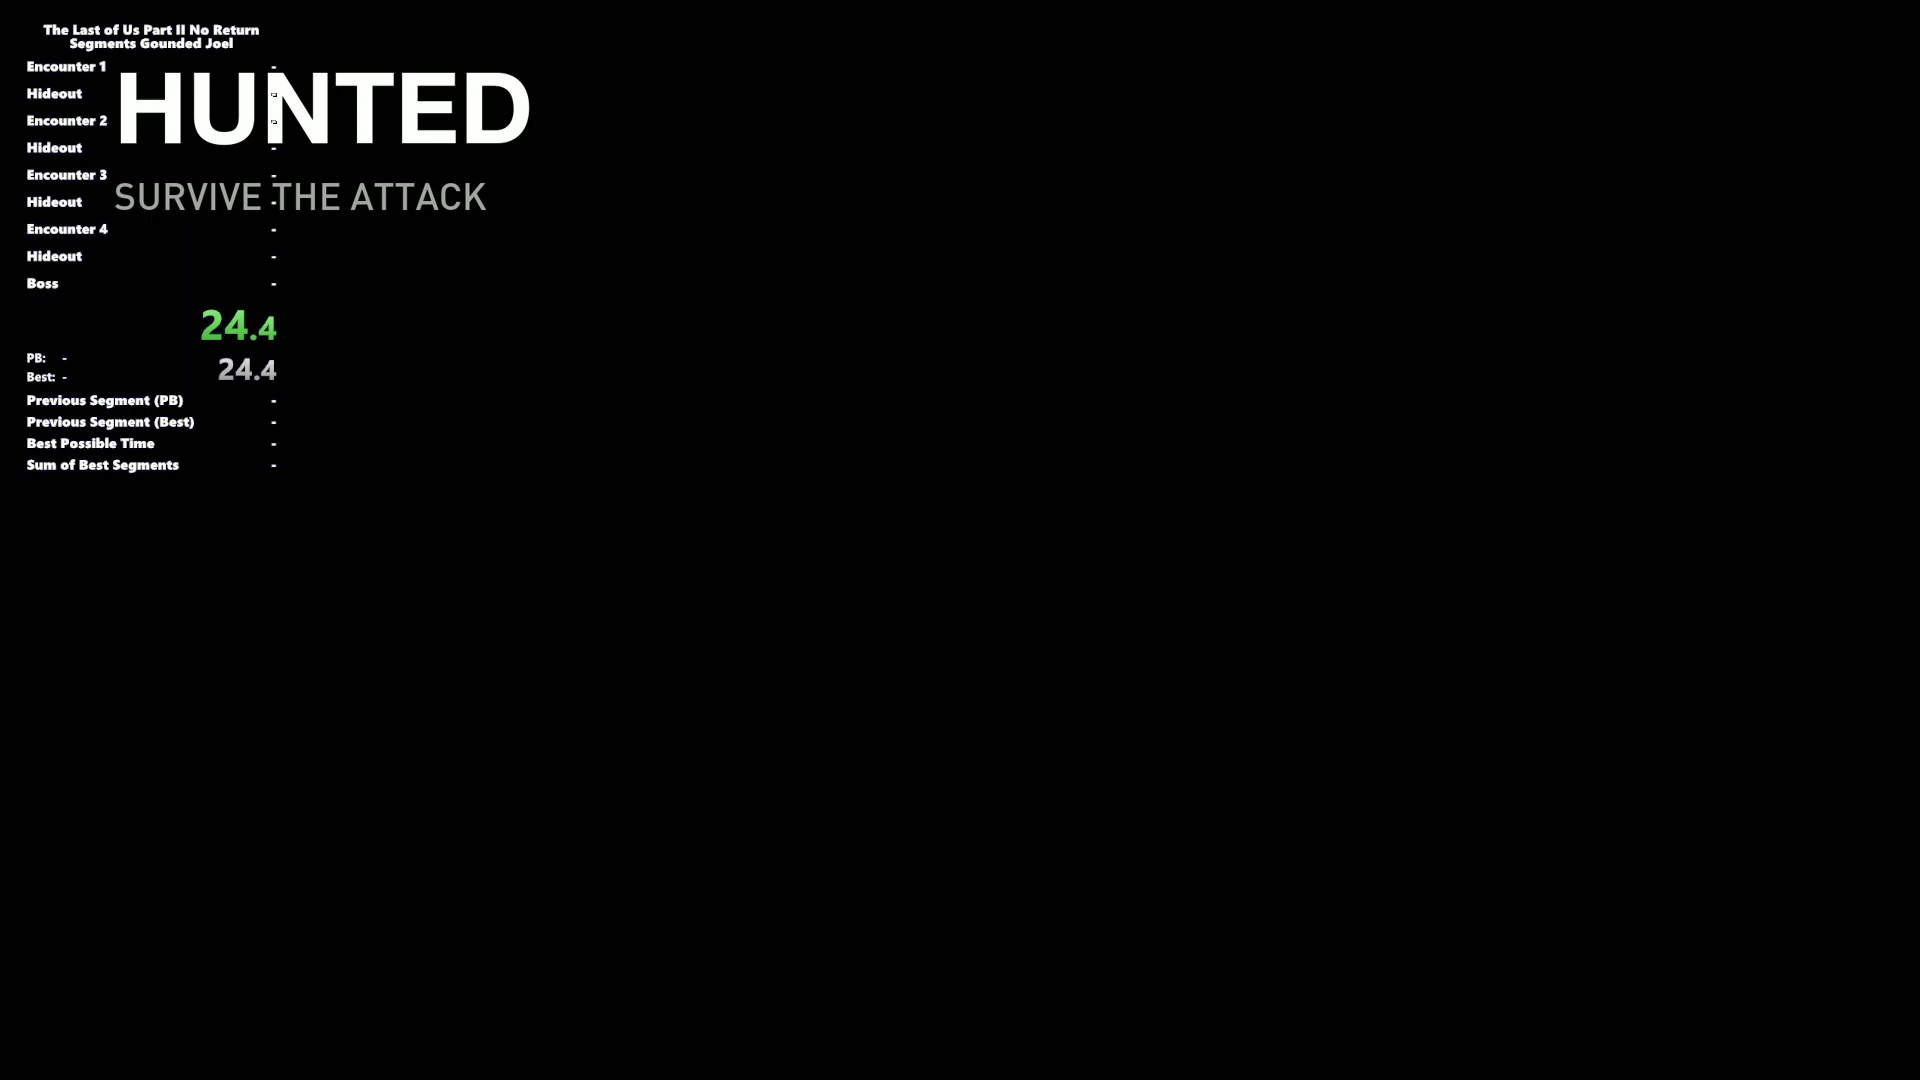 The Last of Us Part II No Return
Segments Gounded Joel
Encounter 1 -
HUNTED
Hideout -
Encounter 2 -
Hideout -
Encounter 3 -
SURVIVE THE ATTACK
Hideout -
Encounter 4 -
Hideout -
Boss -
24.4
PB: -
24.4
Best: -
Previous Segment (PB) -
Previous Segment (Best) -
Best Possible Time -
Sum of Best Segments -